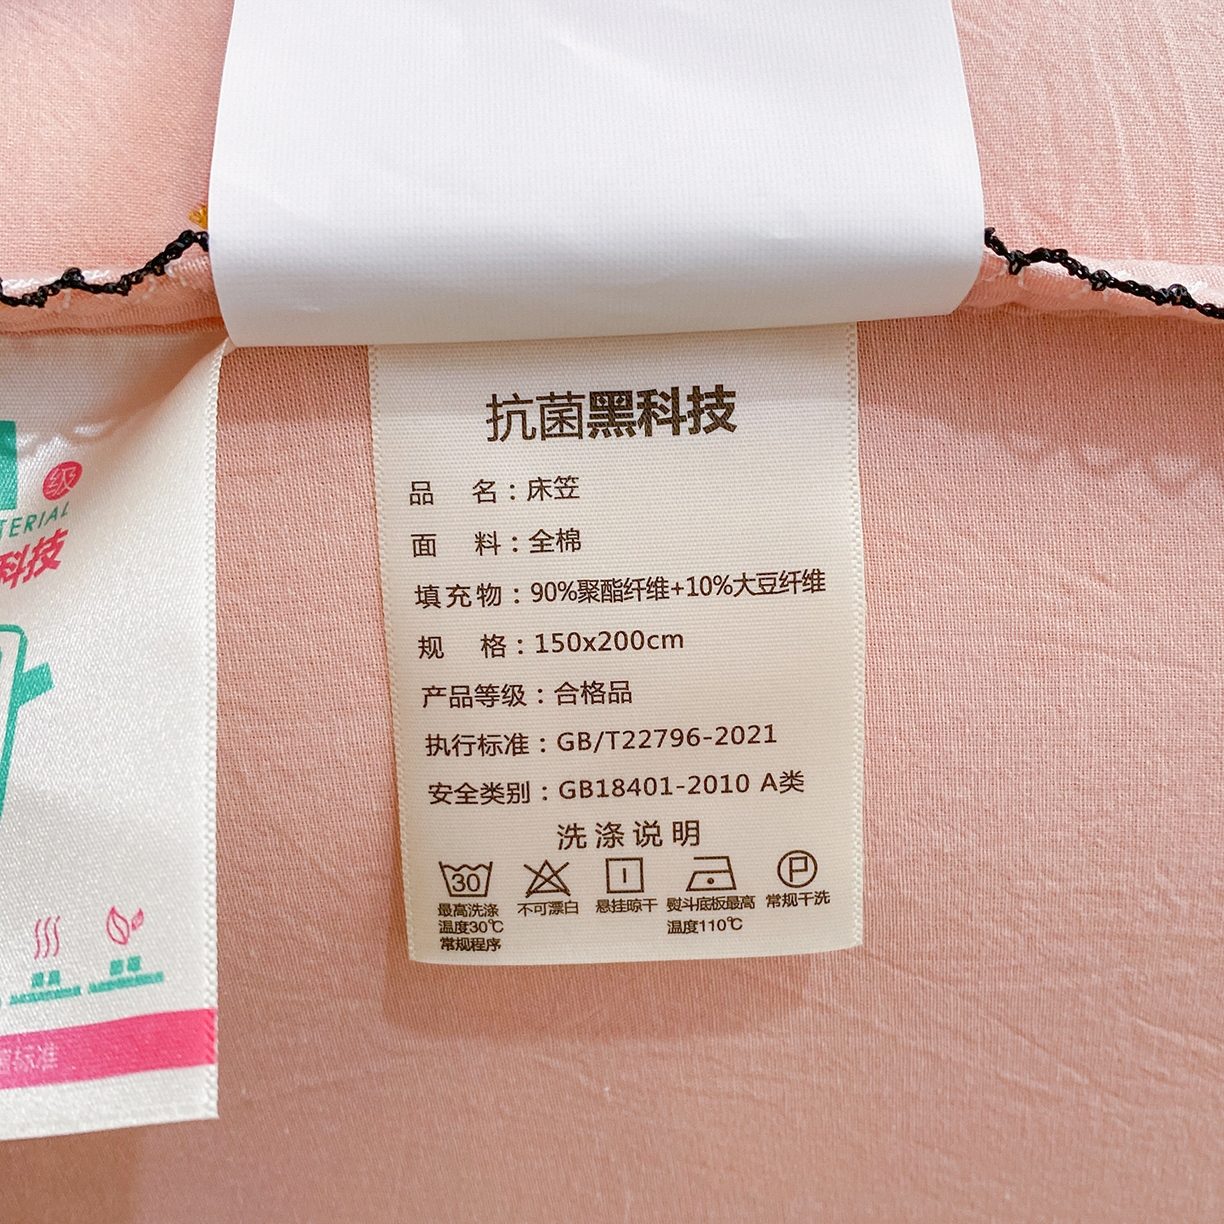 抗菌黑科技
品 名：床笠
面 料：全棉
填充物：90%聚酯纤维+10%大豆纤维
规 格：150x200cm
产品等级：合格品
执行标准：GB/T22796-2021
安全类别：GB18401-2010 A类
洗涤说明
30
最高洗涤温度30℃常规程序
不可漂白
悬挂晾干
熨斗底板最高温度110℃
P
常规干洗
级
TERIAL
科技
标准